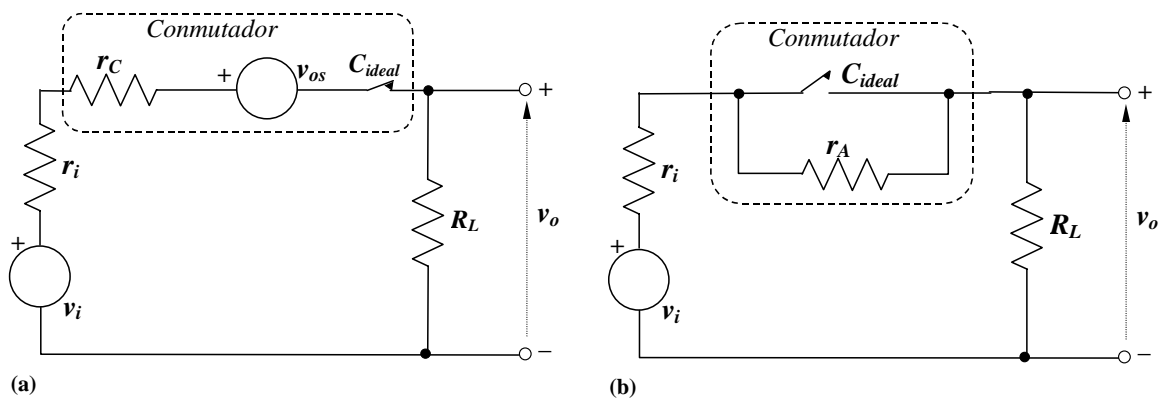 Conmutador
r_C
+
v_os
C_ideal
+
r_i
R_L
v_o
+
v_i
−
(a)
Conmutador
C_ideal
+
r_A
r_i
R_L
v_o
+
v_i
−
(b)